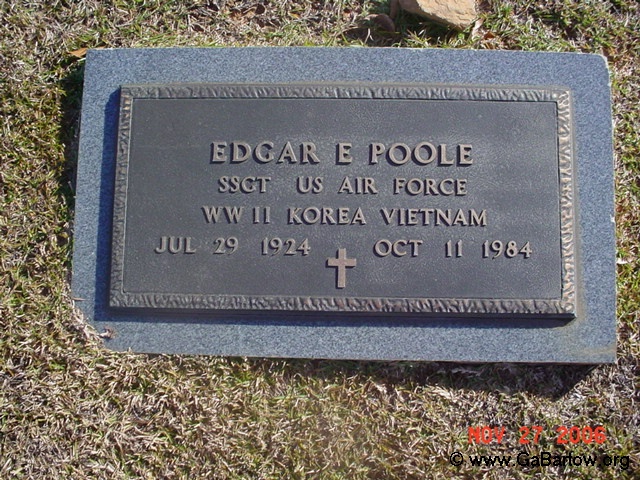 EDGAR E POOLE
SSGT US AIR FORCE
WW II KOREA VIETNAM
JUL 29 1924 OCT 11 1984
NOV 27 2006
© www.GaBartow.org